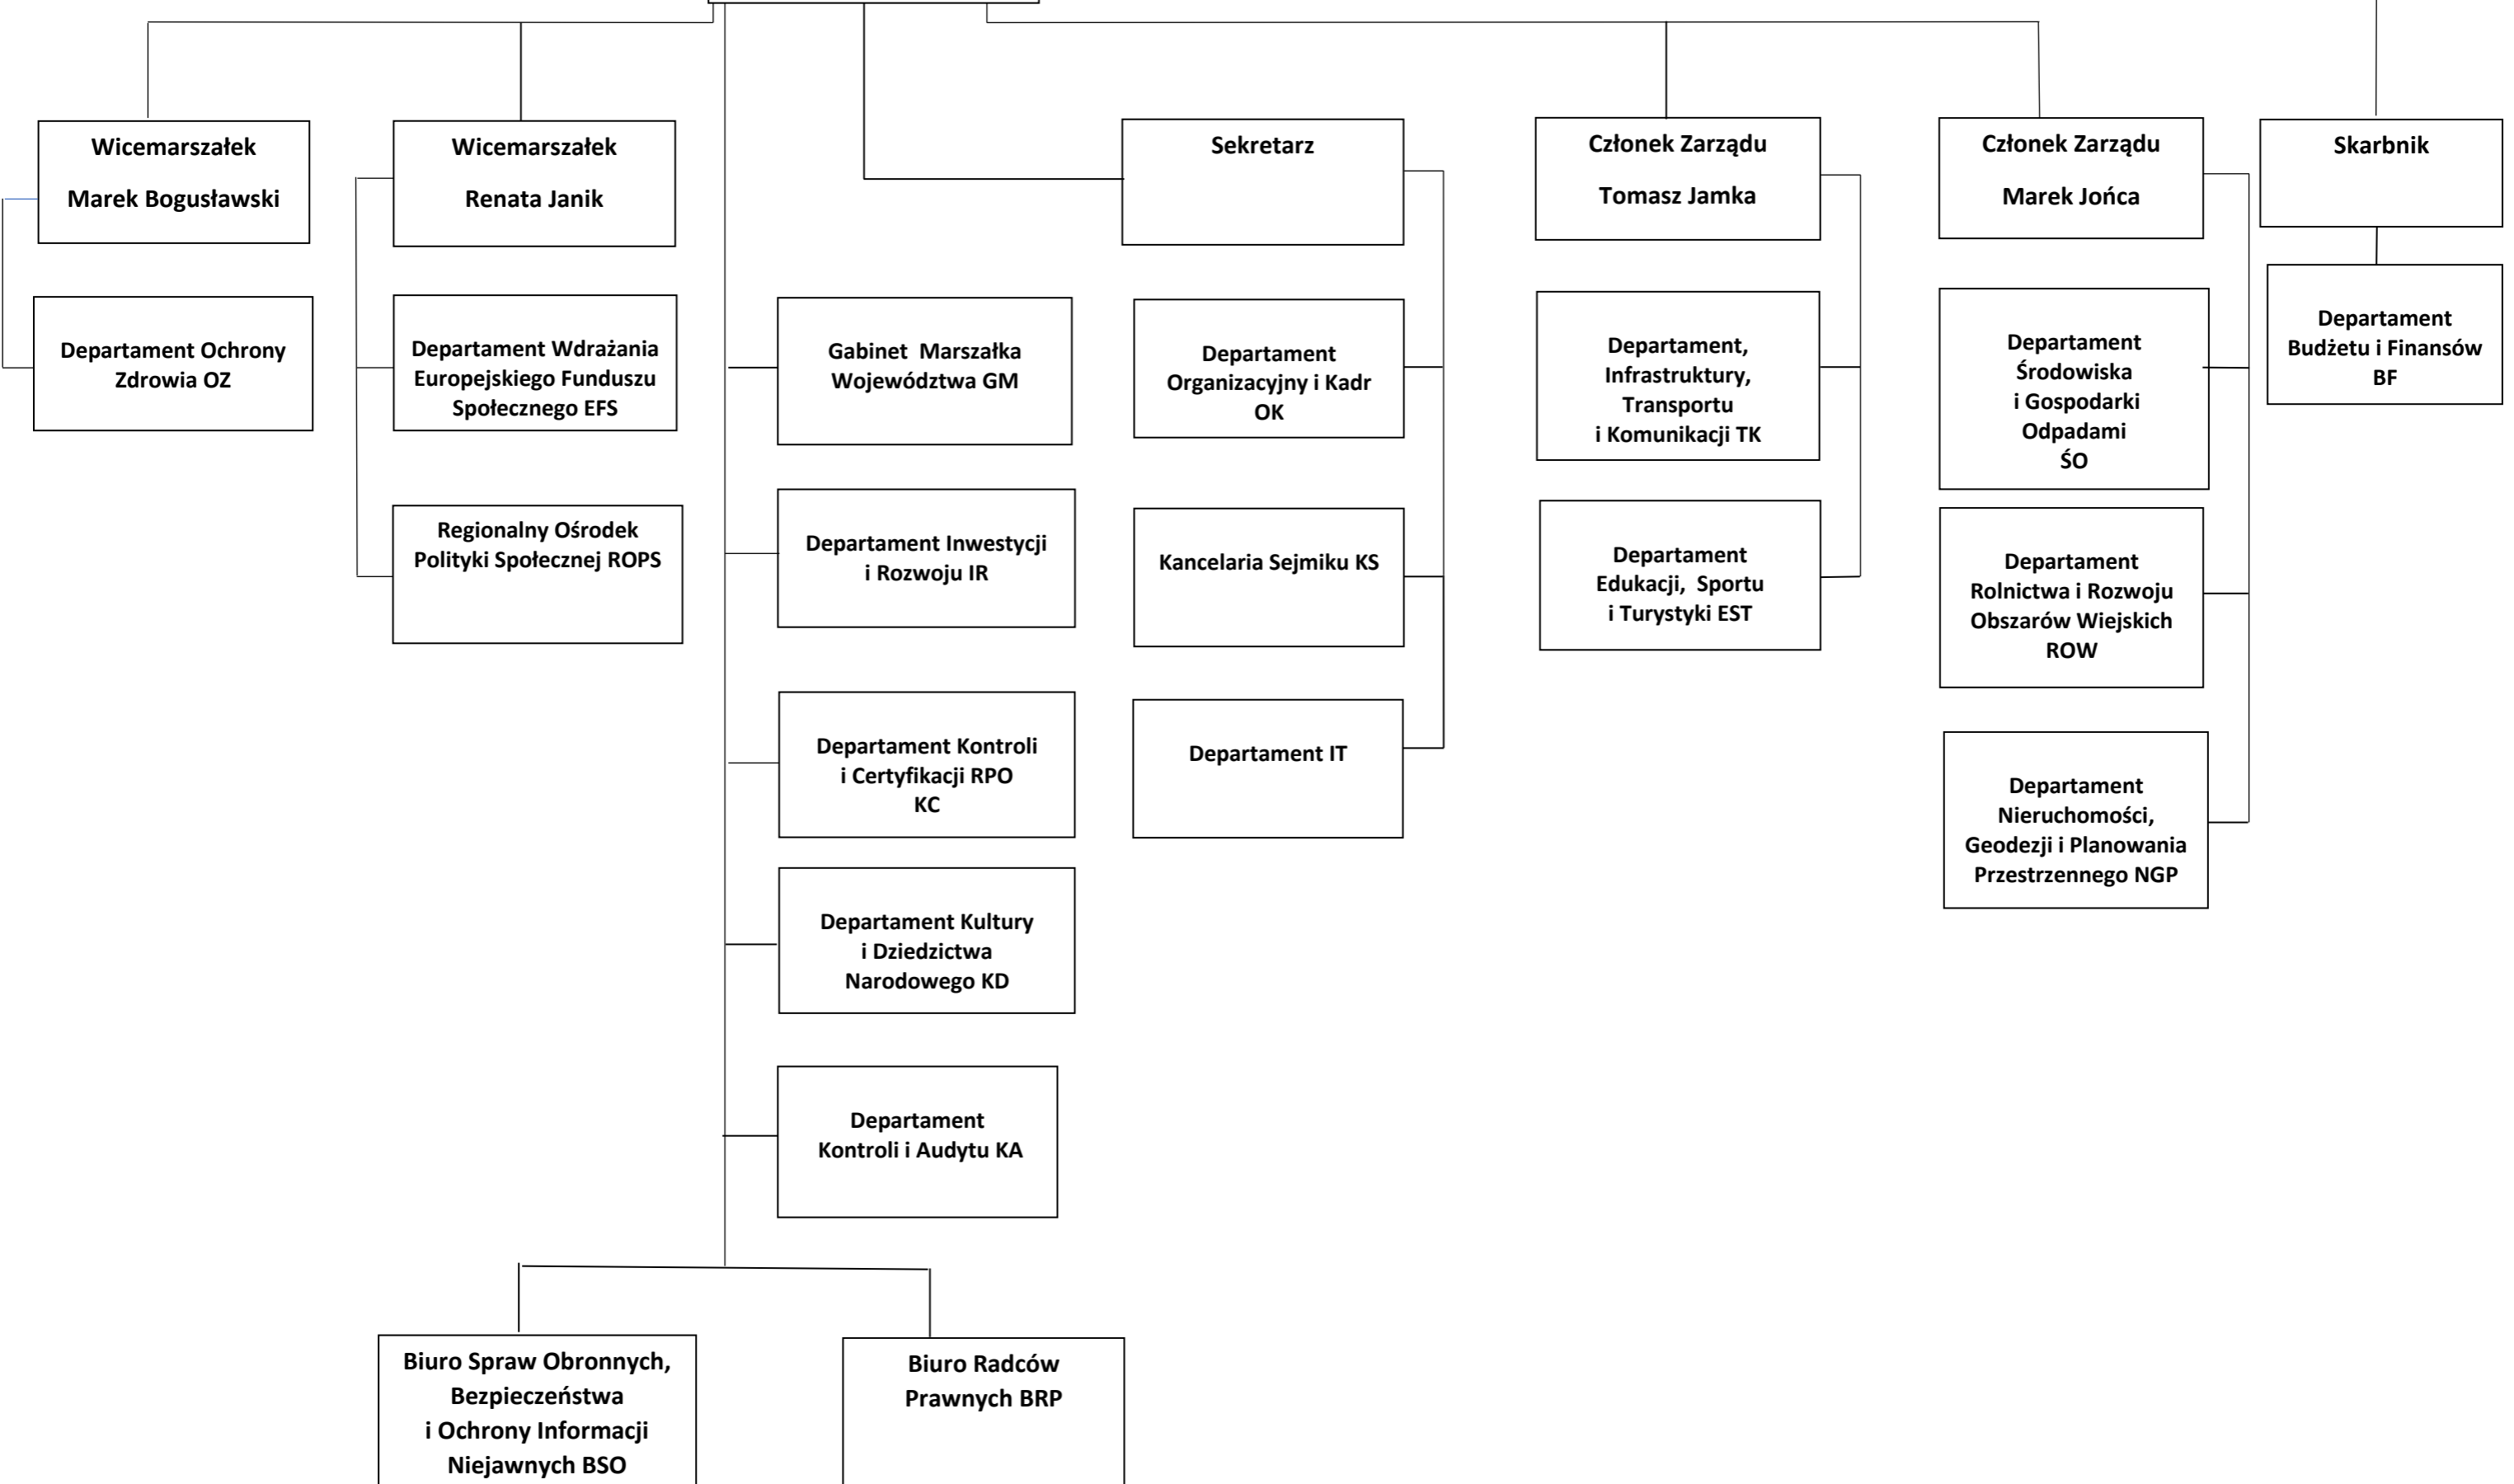 Wicemarszałek
Marek Bogusławski
Wicemarszałek
Renata Janik
Sekretarz
Członek Zarządu
Tomasz Jamka
Członek Zarządu
Marek Jońca
Skarbnik
Departament Ochrony
Zdrowia OZ
Departament Wdrażania
Europejskiego Funduszu
Społecznego EFS
Gabinet Marszałka
Województwa GM
Departament
Organizacyjny i Kadr
OK
Departament,
Infrastruktury,
Transportu
i Komunikacji TK
Departament
Środowiska
i Gospodarki
Odpadami
ŚO
Departament
Budżetu i Finansów
BF
Regionalny Ośrodek
Polityki Społecznej ROPS
Departament Inwestycji
i Rozwoju IR
Kancelaria Sejmiku KS
Departament
Edukacji, Sportu
i Turystyki EST
Departament
Rolnictwa i Rozwoju
Obszarów Wiejskich
ROW
Departament Kontroli
i Certyfikacji RPO
KC
Departament IT
Departament
Nieruchomości,
Geodezji i Planowania
Przestrzennego NGP
Departament Kultury
i Dziedzictwa
Narodowego KD
Departament
Kontroli i Audytu KA
Biuro Spraw Obronnych,
Bezpieczeństwa
i Ochrony Informacji
Niejawnych BSO
Biuro Radców
Prawnych BRP